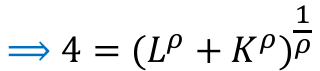 ⟹ 4 = (L^ρ + K^ρ)^(1/ρ)